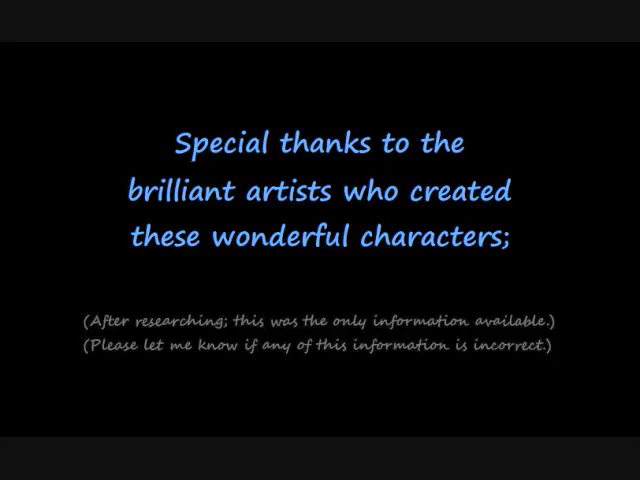 Special thanks to the
brilliant artists who created
these wonderful characters;
(After researching; this was the only information available.)
(Please let me know if any of this information is incorrect.)